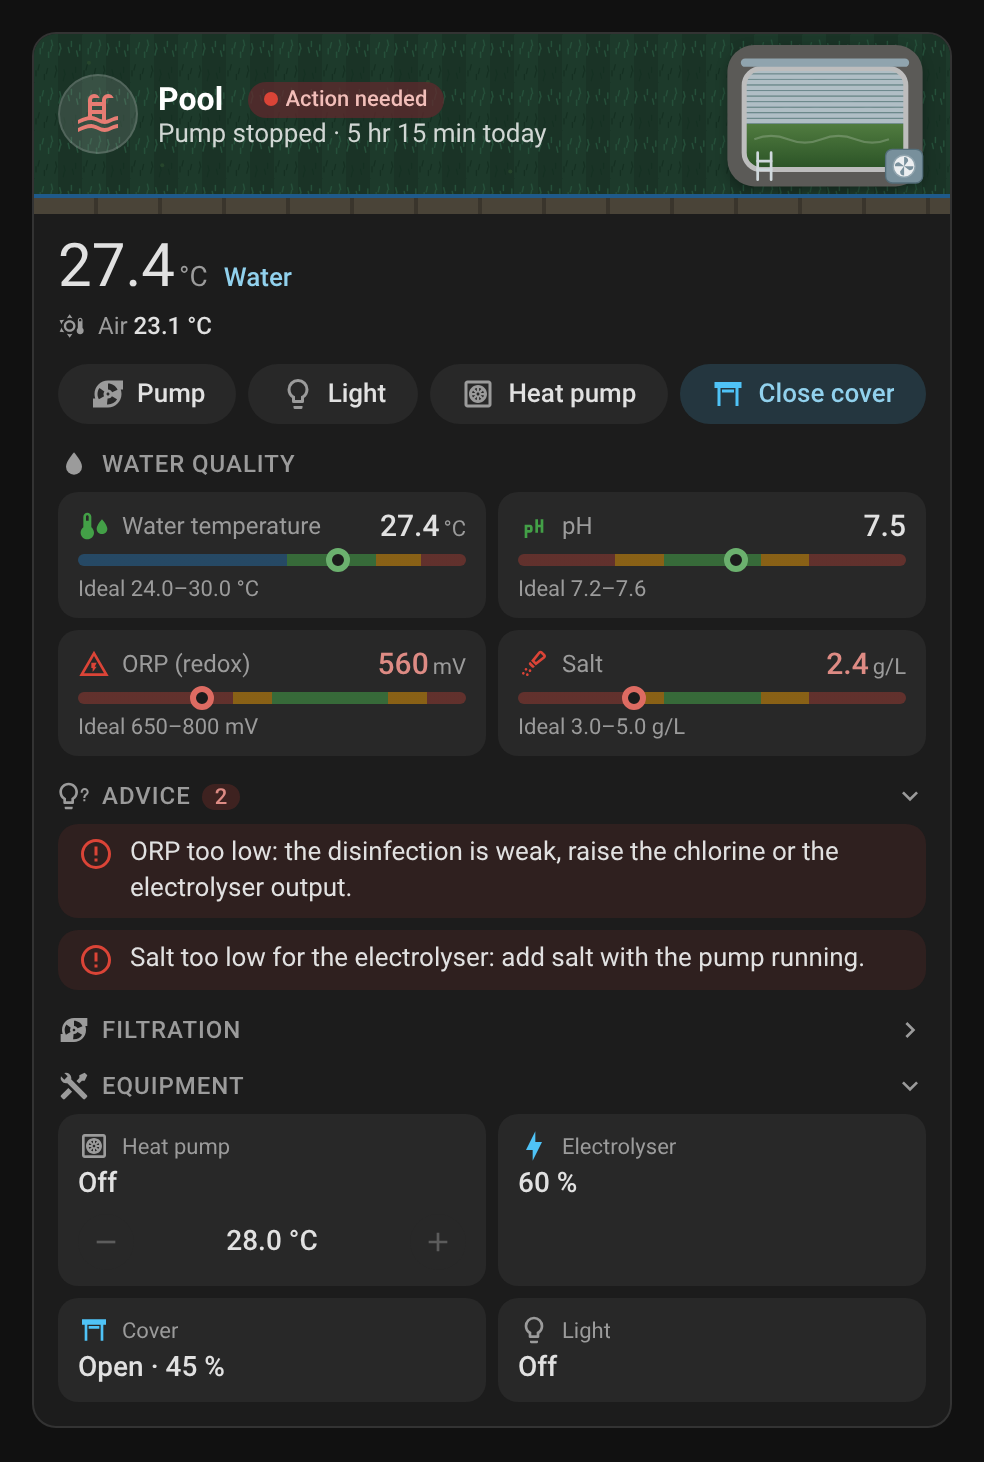 Pool
Action needed
Pump stopped · 5 hr 15 min today
27.4 °C Water
Air 23.1 °C
Pump
Light
Heat pump
Close cover
WATER QUALITY
Water temperature 27.4 °C
Ideal 24.0–30.0 °C
pH pH 7.5
Ideal 7.2–7.6
ORP (redox) 560 mV
Ideal 650–800 mV
Salt 2.4 g/L
Ideal 3.0–5.0 g/L
ADVICE 2
ORP too low: the disinfection is weak, raise the chlorine or the
electrolyser output.
Salt too low for the electrolyser: add salt with the pump running.
FILTRATION
EQUIPMENT
Heat pump
Off
− 28.0 °C +
Electrolyser
60 %
Cover
Open · 45 %
Light
Off